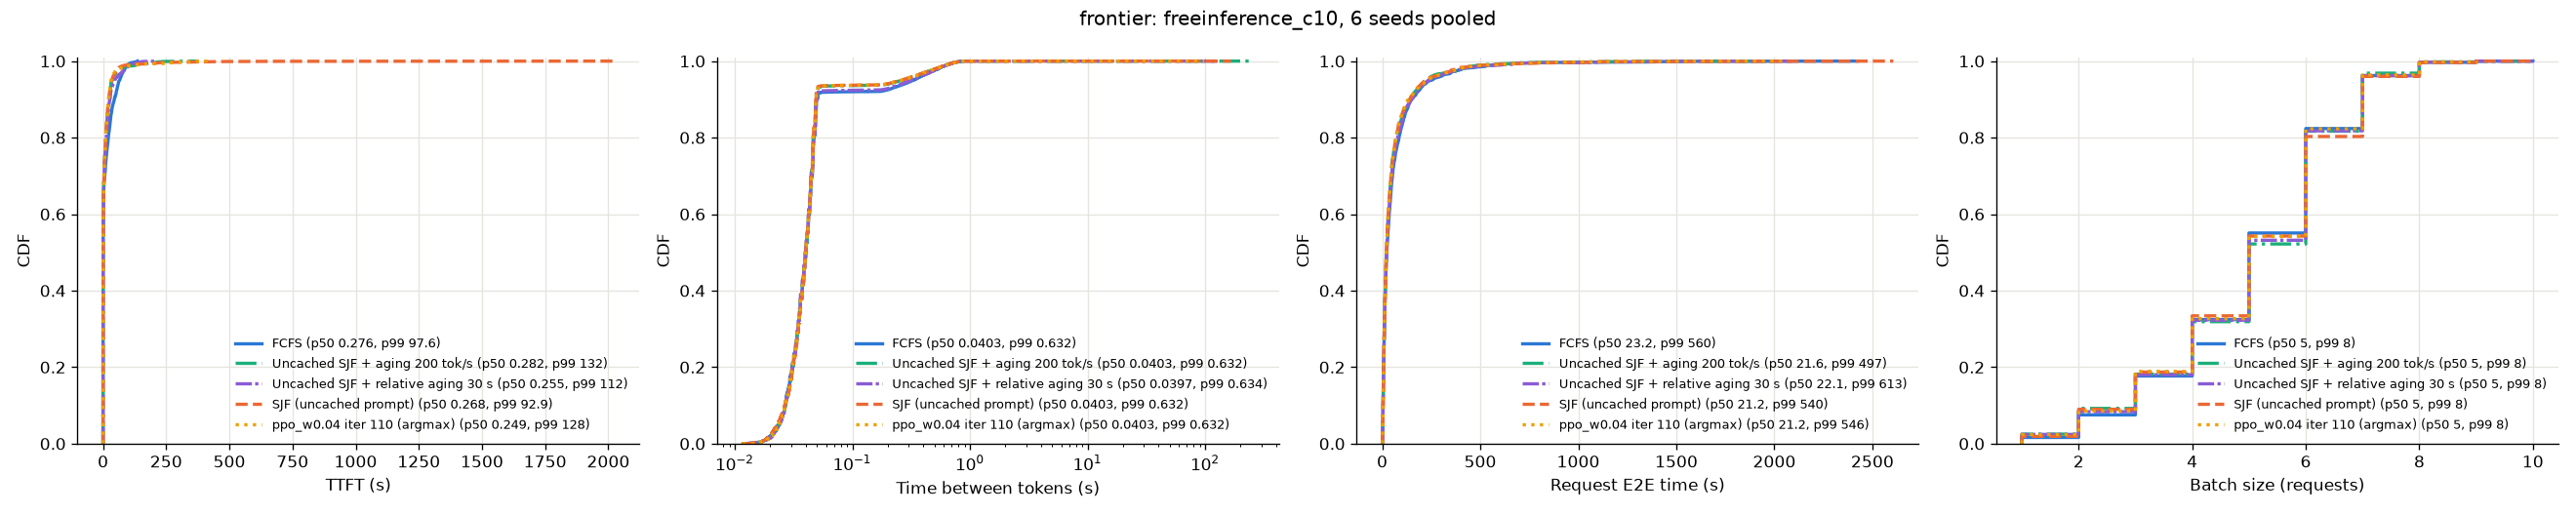 frontier: freeinference_c10, 6 seeds pooled
CDF
1.0
0.8
0.6
0.4
0.2
0.0
FCFS (p50 0.276, p99 97.6)
Uncached SJF + aging 200 tok/s (p50 0.282, p99 132)
Uncached SJF + relative aging 30 s (p50 0.255, p99 112)
SJF (uncached prompt) (p50 0.268, p99 92.9)
ppo_w0.04 iter 110 (argmax) (p50 0.249, p99 128)
0 250 500 750 1000 1250 1500 1750 2000
TTFT (s)
CDF
1.0
0.8
0.6
0.4
0.2
0.0
FCFS (p50 0.0403, p99 0.632)
Uncached SJF + aging 200 tok/s (p50 0.0403, p99 0.632)
Uncached SJF + relative aging 30 s (p50 0.0397, p99 0.634)
SJF (uncached prompt) (p50 0.0403, p99 0.632)
ppo_w0.04 iter 110 (argmax) (p50 0.0403, p99 0.632)
10⁻² 10⁻¹ 10⁰ 10¹ 10²
Time between tokens (s)
CDF
1.0
0.8
0.6
0.4
0.2
0.0
FCFS (p50 23.2, p99 560)
Uncached SJF + aging 200 tok/s (p50 21.6, p99 497)
Uncached SJF + relative aging 30 s (p50 22.1, p99 613)
SJF (uncached prompt) (p50 21.2, p99 540)
ppo_w0.04 iter 110 (argmax) (p50 21.2, p99 546)
0 500 1000 1500 2000 2500
Request E2E time (s)
CDF
1.0
0.8
0.6
0.4
0.2
0.0
FCFS (p50 5, p99 8)
Uncached SJF + aging 200 tok/s (p50 5, p99 8)
Uncached SJF + relative aging 30 s (p50 5, p99 8)
SJF (uncached prompt) (p50 5, p99 8)
ppo_w0.04 iter 110 (argmax) (p50 5, p99 8)
2 4 6 8 10
Batch size (requests)